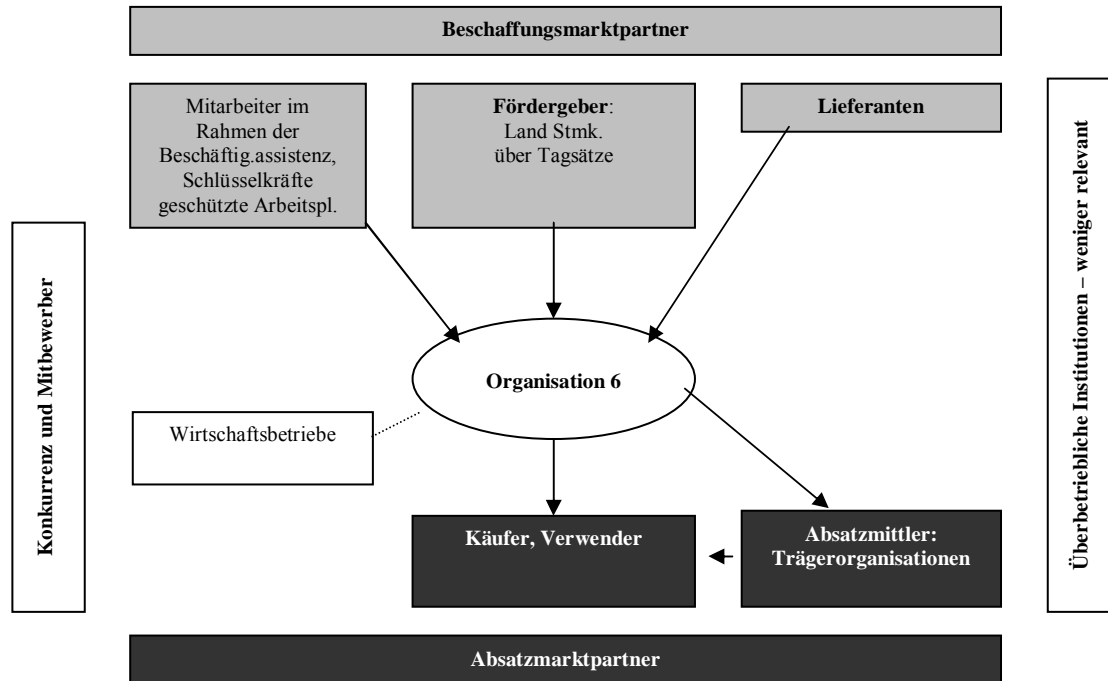 Beschaffungsmarktpartner
Mitarbeiter im
Rahmen der
Beschäftig.assistenz,
Schlüsselkräfte
geschützte Arbeitspl.
Fördergeber:
Land Stmk.
über Tagsätze
Lieferanten
Konkurrenz und Mitbewerber
Überbetriebliche Institutionen – weniger relevant
Organisation 6
Wirtschaftsbetriebe
Käufer, Verwender
Absatzmittler:
Trägerorganisationen
Absatzmarktpartner